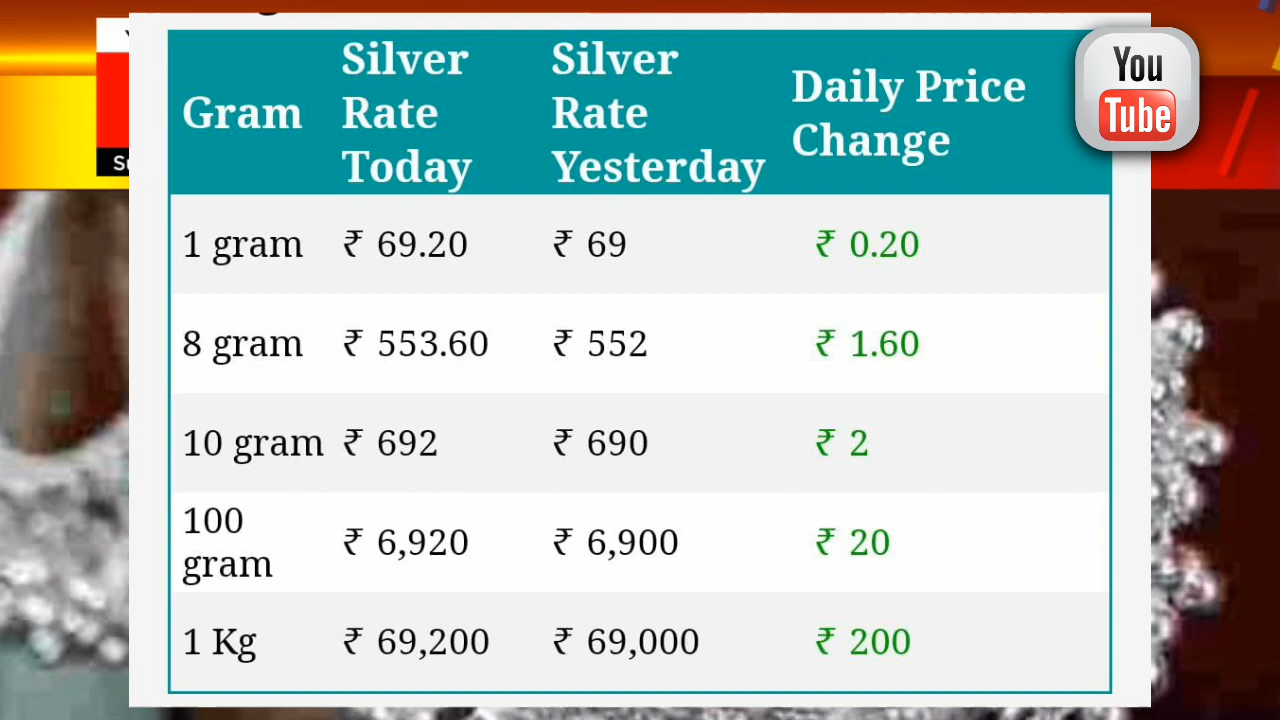 You
Tube
Gram
Silver
Rate
Today
Silver
Rate
Yesterday
Daily Price
Change
1 gram ₹ 69.20 ₹ 69 ₹ 0.20
8 gram ₹ 553.60 ₹ 552 ₹ 1.60
10 gram ₹ 692 ₹ 690 ₹ 2
100
gram
₹ 6,920 ₹ 6,900 ₹ 20
1 Kg ₹ 69,200 ₹ 69,000 ₹ 200